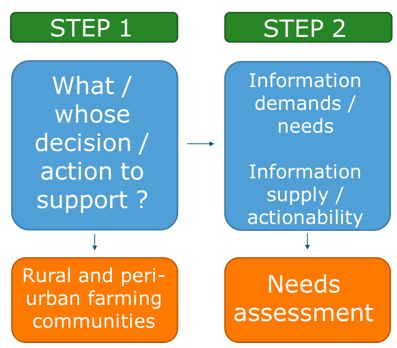 STEP 1
What /
whose
decision /
action to
support ?
Rural and peri-
urban farming
communities
STEP 2
Information
demands /
needs
Information
supply /
actionability
Needs
assessment